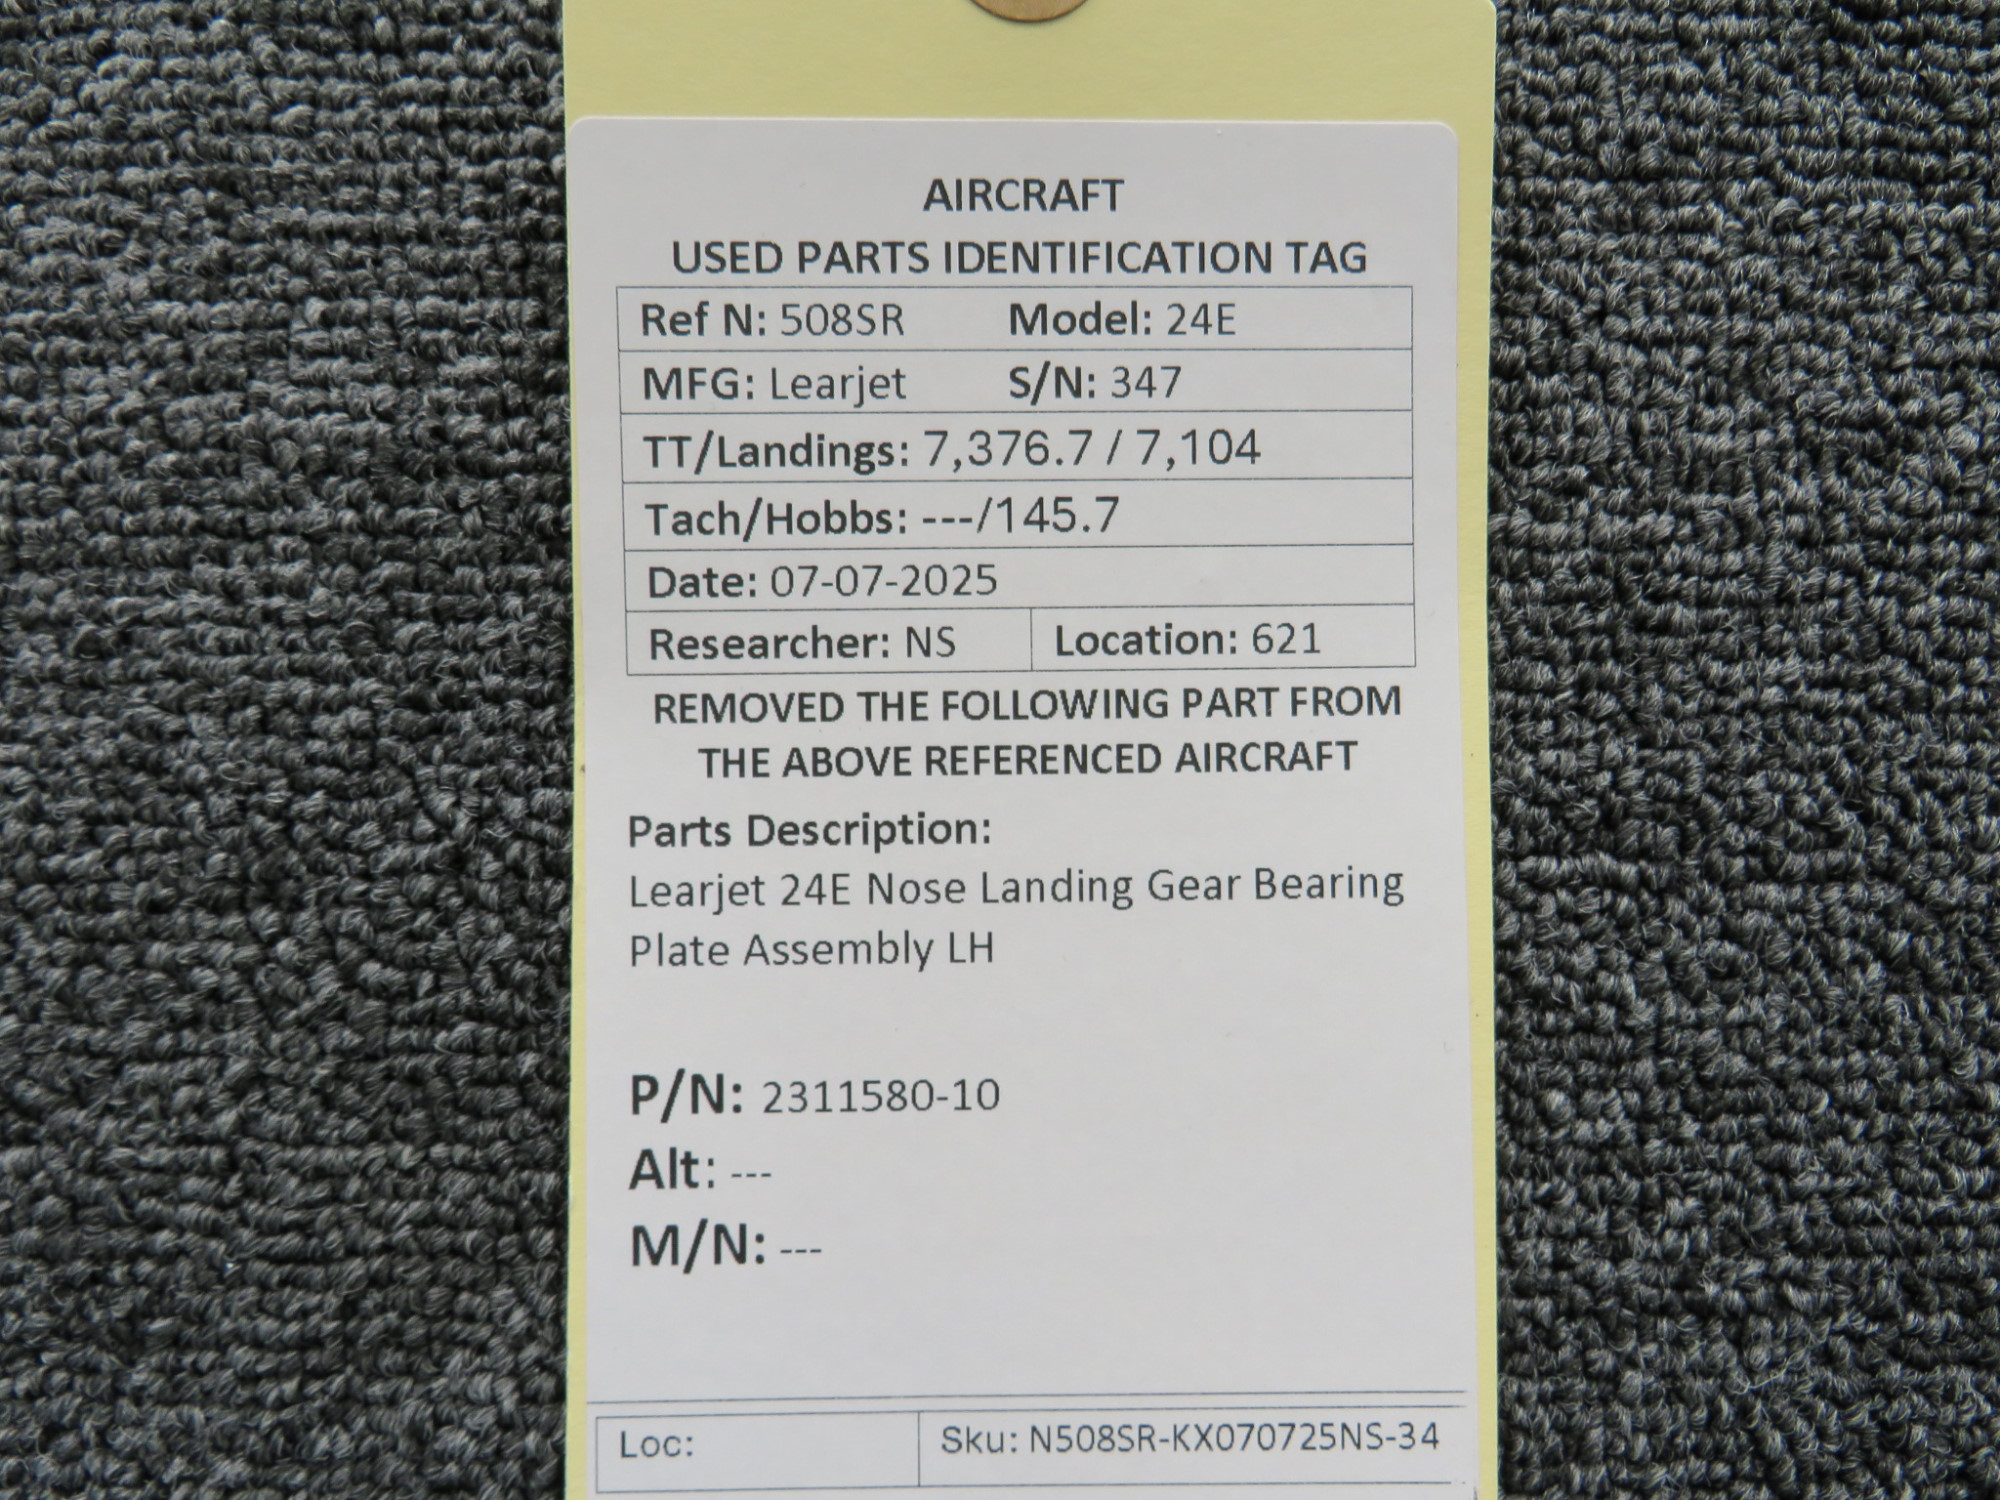 AIRCRAFT
USED PARTS IDENTIFICATION TAG
Ref N: 508SR Model: 24E
MFG: Learjet S/N: 347
TT/Landings: 7,376.7 / 7,104
Tach/Hobbs: ---/145.7
Date: 07-07-2025
Researcher: NS Location: 621
REMOVED THE FOLLOWING PART FROM
THE ABOVE REFERENCED AIRCRAFT
Parts Description:
Learjet 24E Nose Landing Gear Bearing
Plate Assembly LH
P/N: 2311580-10
Alt: ---
M/N: ---
Loc: Sku: N508SR-KX070725NS-34